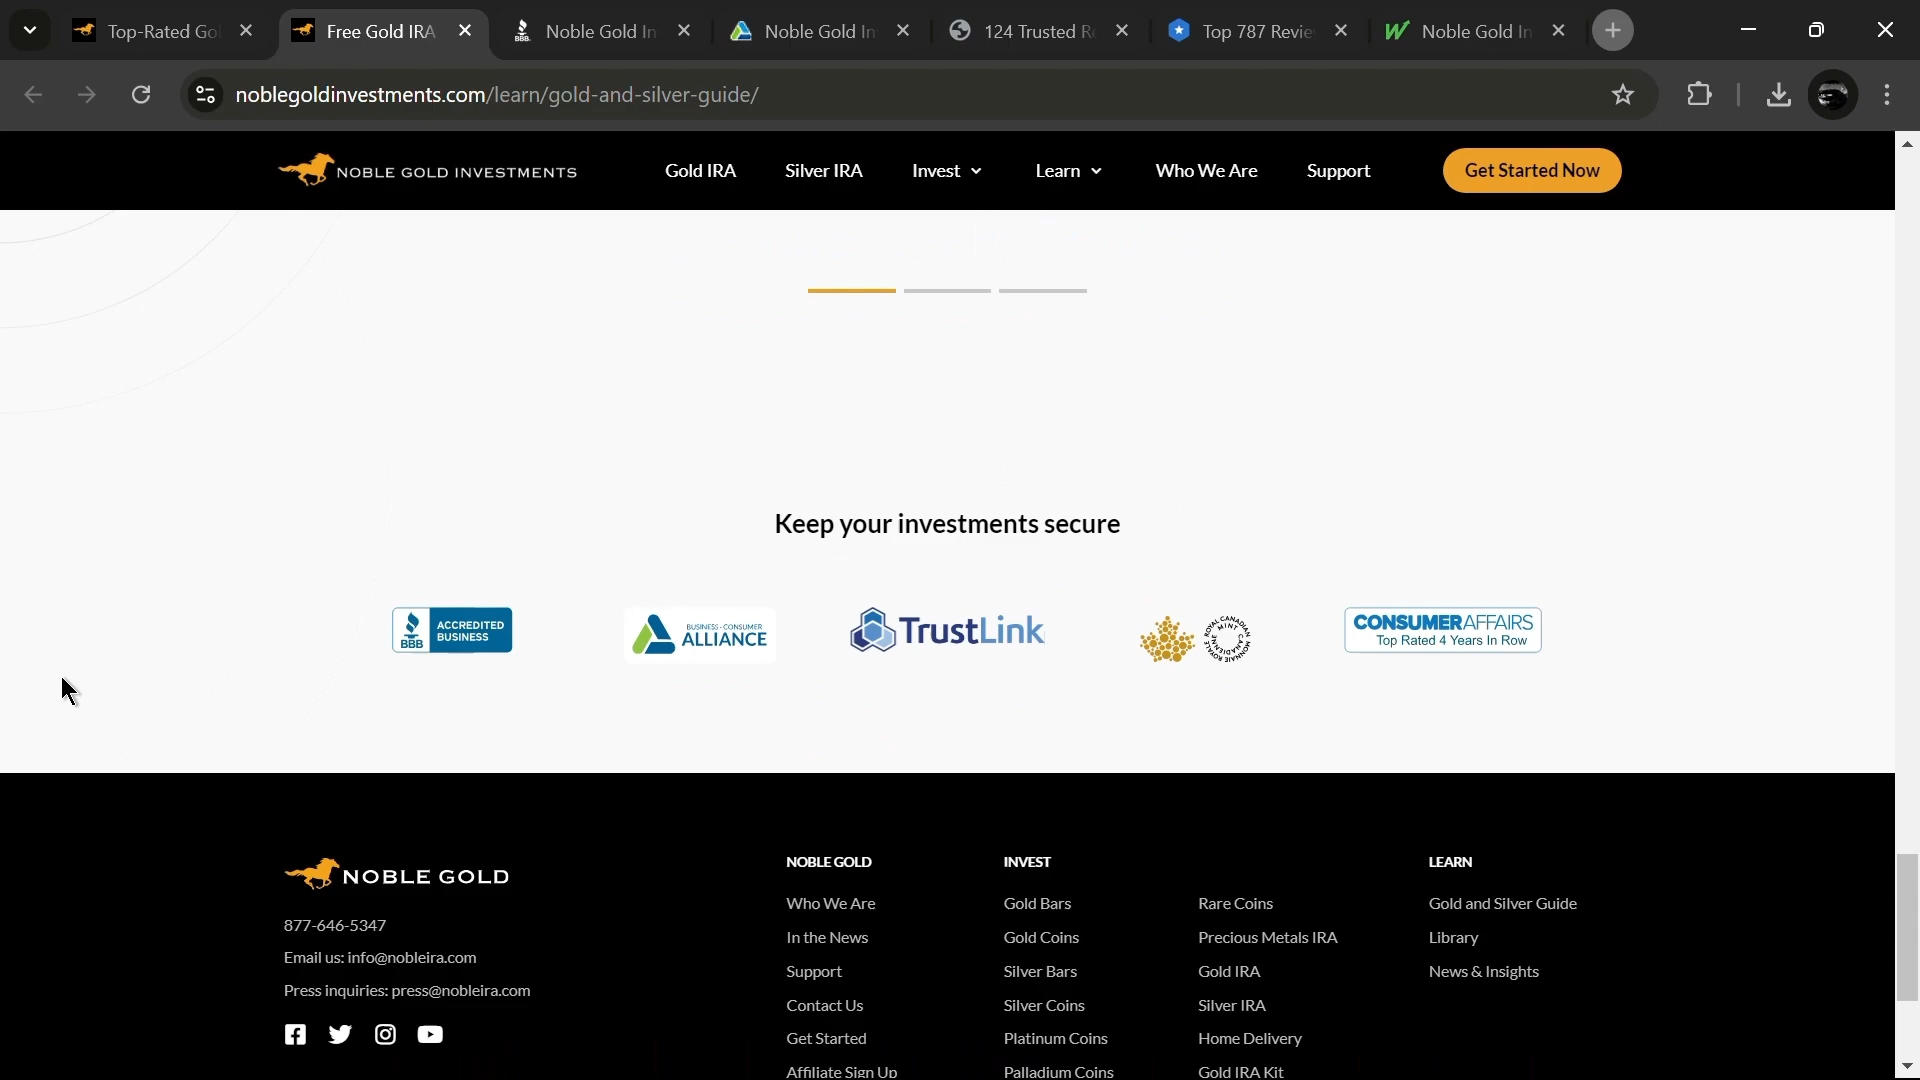 Top-Rated Go
Free Gold IRA
Noble Gold In
Noble Gold In
124 Trusted R
Top 787 Revie
Noble Gold In
noblegoldinvestments.com/learn/gold-and-silver-guide/
NOBLE GOLD INVESTMENTS
Gold IRA
Silver IRA
Invest
Learn
Who We Are
Support
Get Started Now
Keep your investments secure
BBB
ACCREDITED
BUSINESS
BUSINESS - CONSUMER
ALLIANCE
TrustLink
ROYAL CANADIAN MINT
MONNAIE ROYALE CANADIENNE
CONSUMERAFFAIRS
Top Rated 4 Years In Row
NOBLE GOLD
877-646-5347
Email us: info@nobleira.com
Press inquiries: press@nobleira.com
NOBLE GOLD
Who We Are
In the News
Support
Contact Us
Get Started
Affiliate Sign Up
INVEST
Gold Bars
Gold Coins
Silver Bars
Silver Coins
Platinum Coins
Palladium Coins
Rare Coins
Precious Metals IRA
Gold IRA
Silver IRA
Home Delivery
Gold IRA Kit
LEARN
Gold and Silver Guide
Library
News & Insights